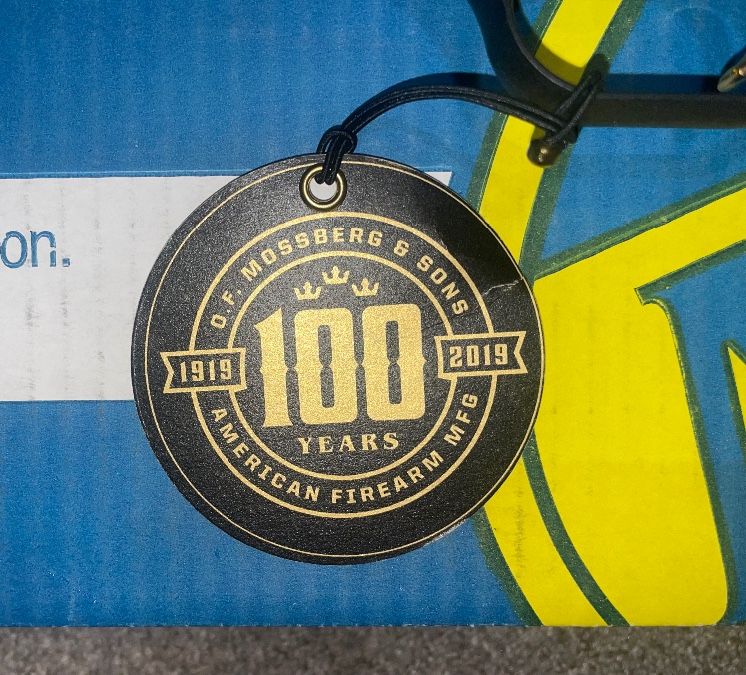 on.
O.F. MOSSBERG & SONS
100
1919
2019
YEARS
AMERICAN FIREARM MFG